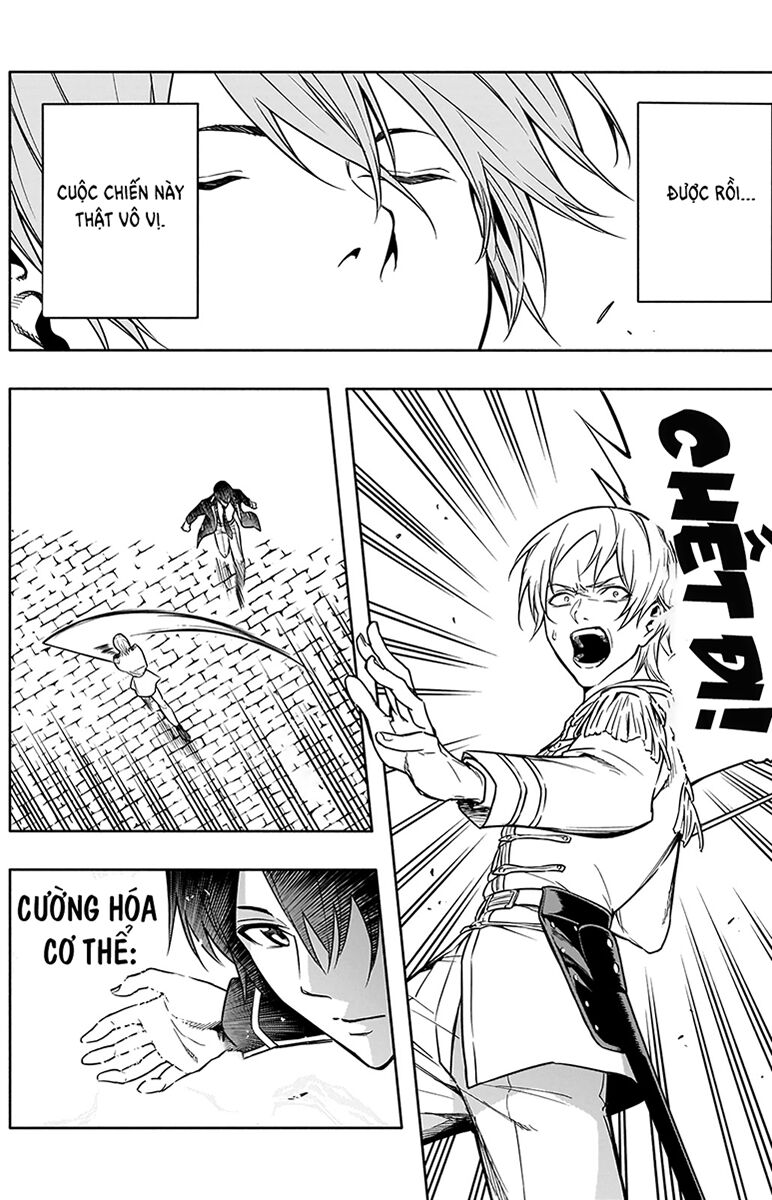 ĐƯỢC RỒI...
CUỘC CHIẾN NÀY
THẬT VÔ VỊ.
CHẾT ĐI!
CƯỜNG HÓA
CƠ THỂ: